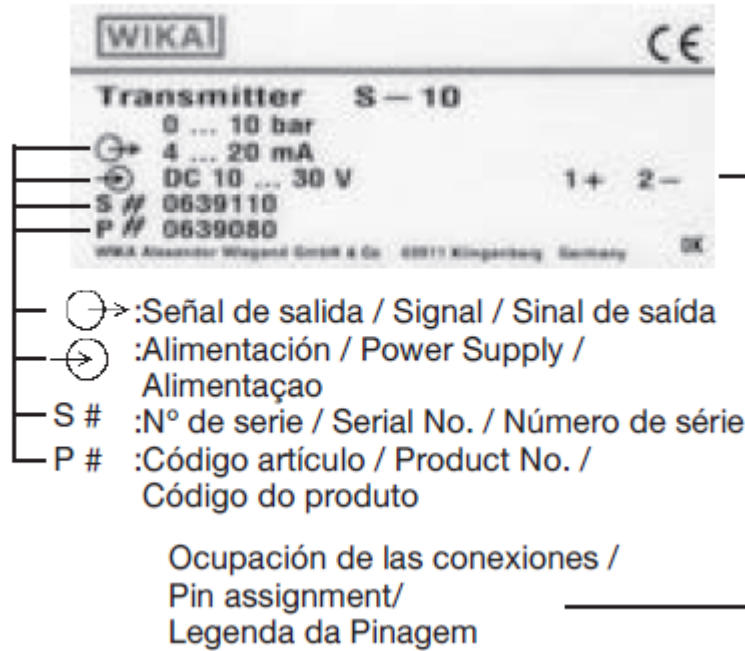 WIKA
CE
Transmitter S – 10
0 ... 10 bar
4 ... 20 mA
DC 10 ... 30 V 1+ 2–
S # 0639110
P # 0639080
WIKA Alexander Wiegand GmbH & Co 63911 Klingenberg Germany
:Señal de salida / Signal / Sinal de saída
:Alimentación / Power Supply /
Alimentaçao
S # :N° de serie / Serial No. / Número de série
P # :Código artículo / Product No. /
Código do produto
Ocupación de las conexiones /
Pin assignment/
Legenda da Pinagem